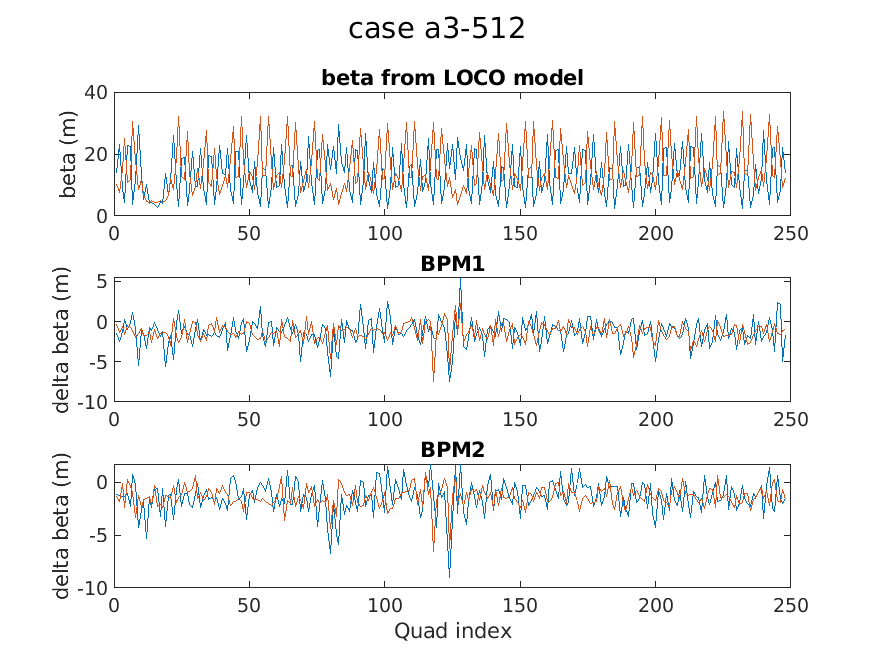 case a3-512
beta from LOCO model
beta (m)
40
20
0
0 50 100 150 200 250
BPM1
delta beta (m)
5
0
-5
-10
0 50 100 150 200 250
BPM2
delta beta (m)
0
-5
-10
0 50 100 150 200 250
Quad index